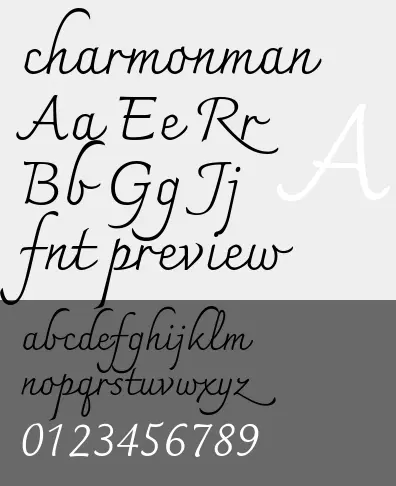 charmonman
Aa Ee Rr
A
Bb Gg Jj
fnt preview
abcdefghijklm
nopqrstuvwxyz
0123456789